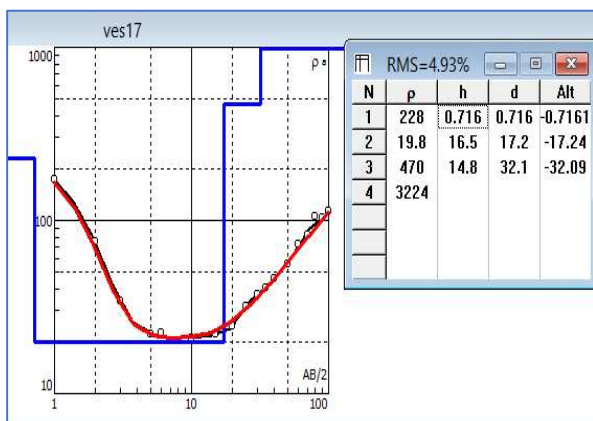 ves17
1000
ρa
100
10
AB/2
1
10
100
RMS=4.93%
N ρ h d Alt
1 228 0.716 0.716 -0.7161
2 19.8 16.5 17.2 -17.24
3 470 14.8 32.1 -32.09
4 3224